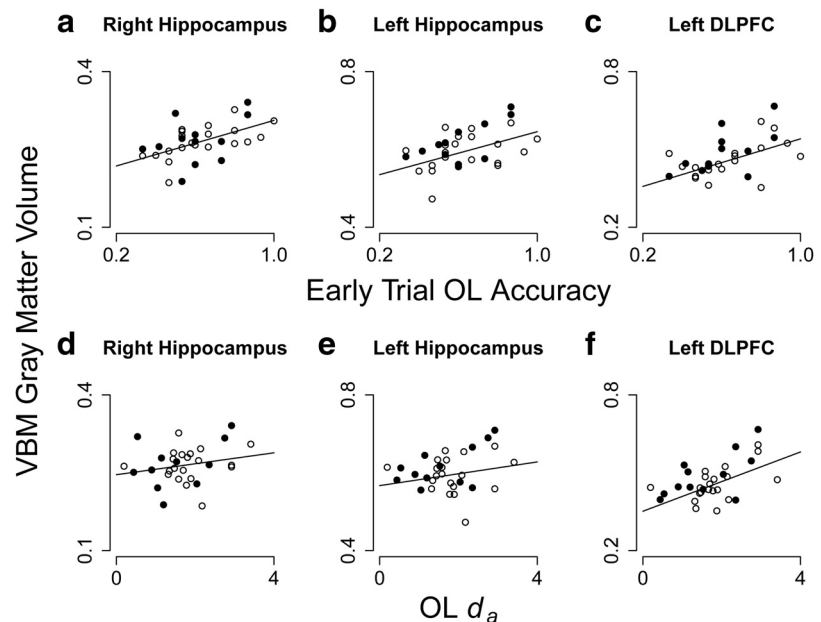 a Right Hippocampus b Left Hippocampus c Left DLPFC
0.4 0.8 0.8
0.1 0.4 0.2
0.2 1.0 0.2 1.0 0.2 1.0
Early Trial OL Accuracy
VBM Gray Matter Volume
d Right Hippocampus e Left Hippocampus f Left DLPFC
0.4 0.8 0.8
0.1 0.4 0.2
0 4 0 4 0 4
OL da